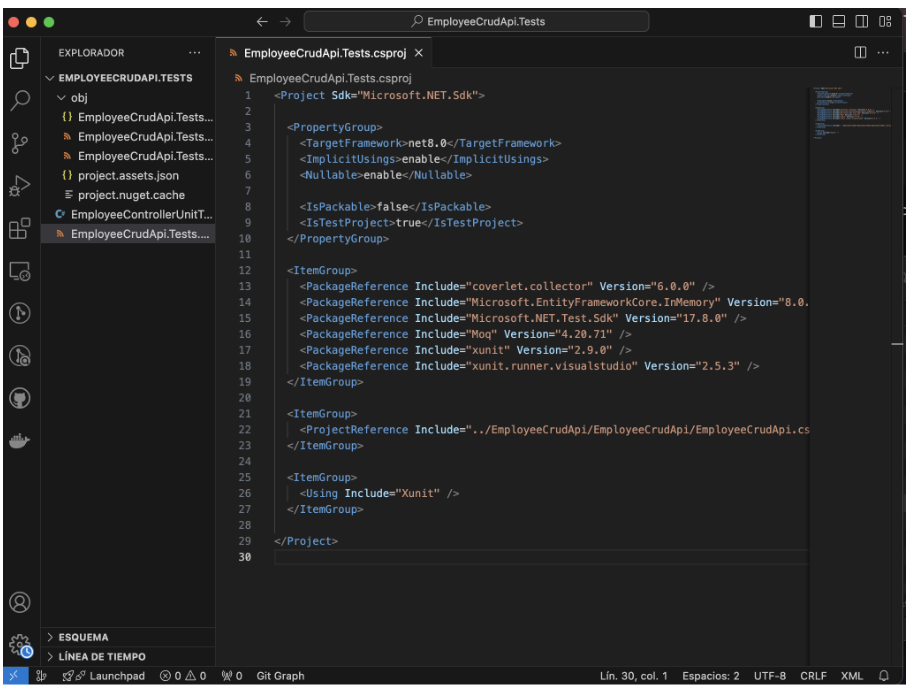 EmployeeCrudApi.Tests
EXPLORADOR
EMPLOYEECRUDAPI.TESTS
obj
EmployeeCrudApi.Tests...
EmployeeCrudApi.Tests...
EmployeeCrudApi.Tests...
project.assets.json
project.nuget.cache
EmployeeControllerUnitT...
EmployeeCrudApi.Tests....
ESQUEMA
LÍNEA DE TIEMPO
EmployeeCrudApi.Tests.csproj
EmployeeCrudApi.Tests.csproj
1 <Project Sdk="Microsoft.NET.Sdk">
2
3 <PropertyGroup>
4 <TargetFramework>net8.0</TargetFramework>
5 <ImplicitUsings>enable</ImplicitUsings>
6 <Nullable>enable</Nullable>
7
8 <IsPackable>false</IsPackable>
9 <IsTestProject>true</IsTestProject>
10 </PropertyGroup>
11
12 <ItemGroup>
13 <PackageReference Include="coverlet.collector" Version="6.0.0" />
14 <PackageReference Include="Microsoft.EntityFrameworkCore.InMemory" Version="8.0.
15 <PackageReference Include="Microsoft.NET.Test.Sdk" Version="17.8.0" />
16 <PackageReference Include="Moq" Version="4.20.71" />
17 <PackageReference Include="xunit" Version="2.9.0" />
18 <PackageReference Include="xunit.runner.visualstudio" Version="2.5.3" />
19 </ItemGroup>
20
21 <ItemGroup>
22 <ProjectReference Include="../EmployeeCrudApi/EmployeeCrudApi/EmployeeCrudApi.cs
23 </ItemGroup>
24
25 <ItemGroup>
26 <Using Include="Xunit" />
27 </ItemGroup>
28
29 </Project>
30
Launchpad 0 0 0 Git Graph Lín. 30, col. 1 Espacios: 2 UTF-8 CRLF XML